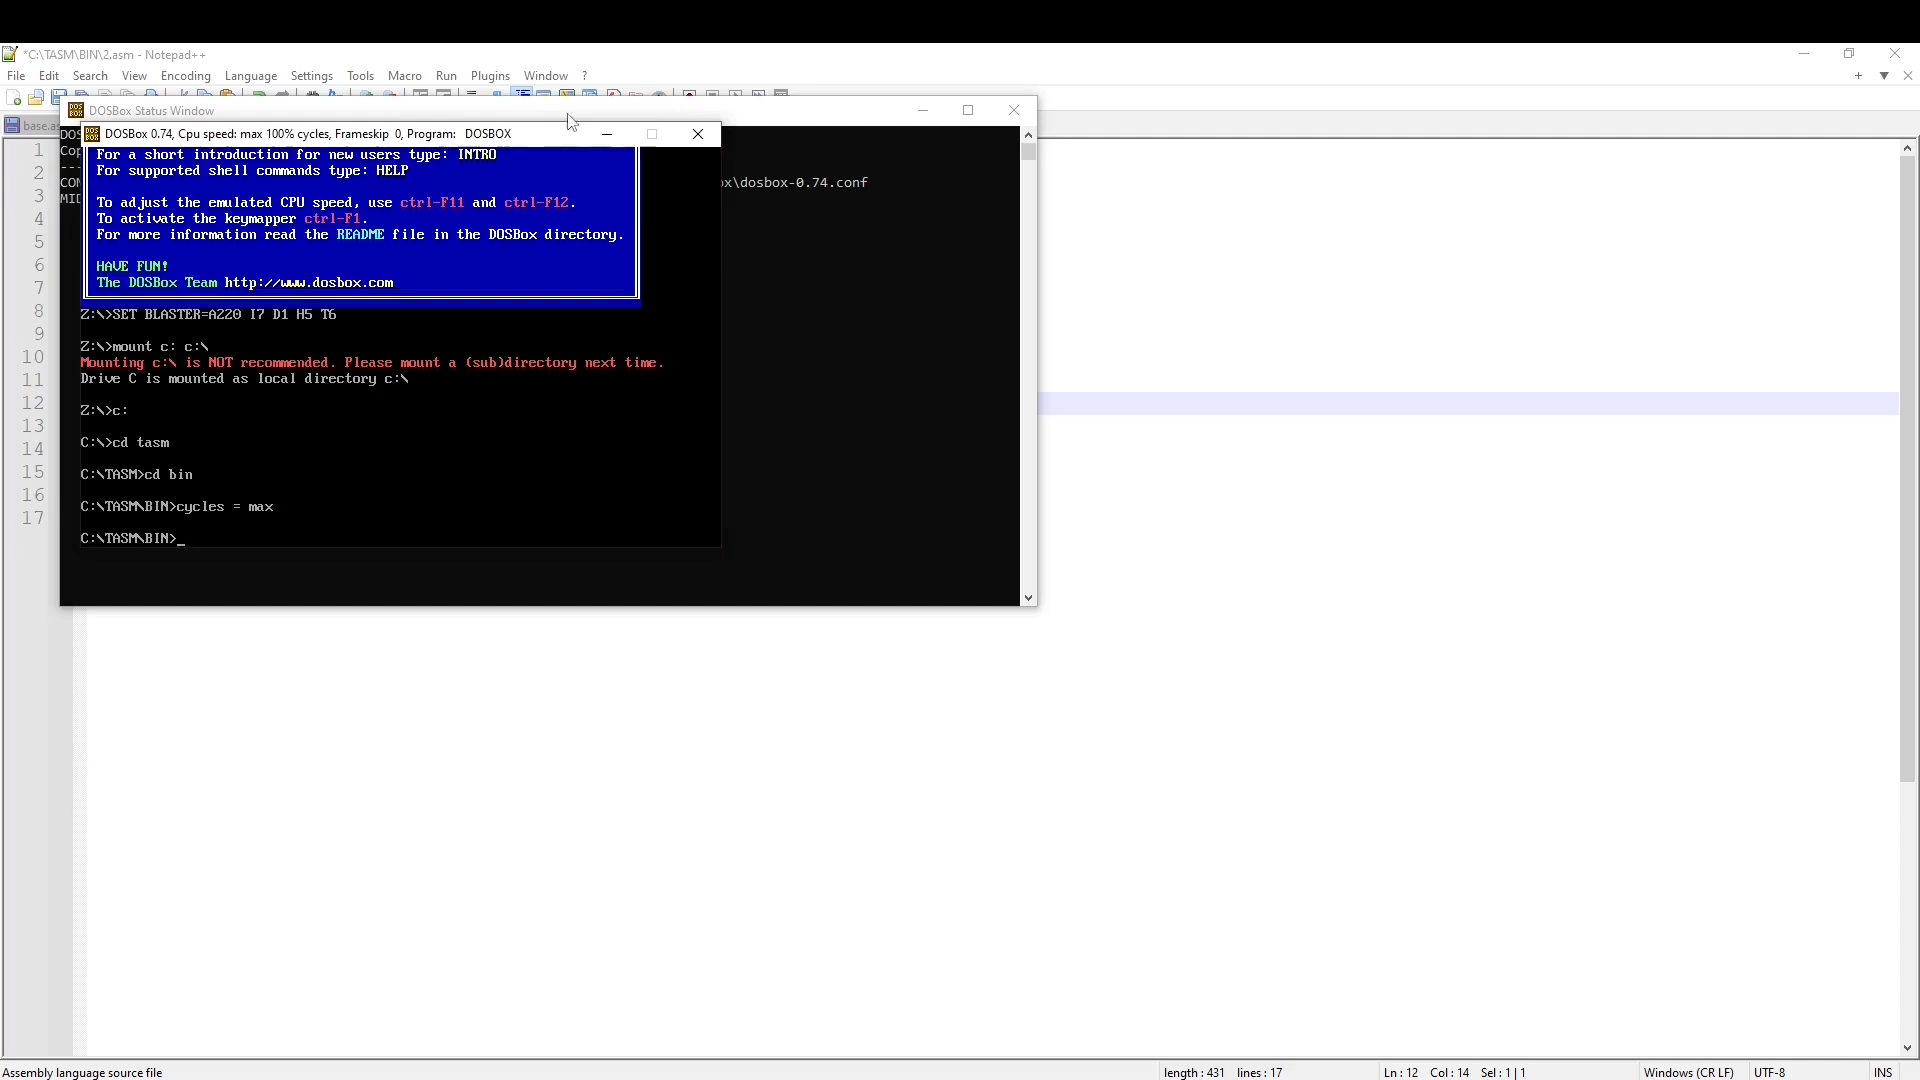 *C:\TASM\BIN\2.asm - Notepad++
File Edit Search View Encoding Language Settings Tools Macro Run Plugins Window ?
DOSBox Status Window
base.a
DOS
DOSBox 0.74, Cpu speed: max 100% cycles, Frameskip 0, Program: DOSBOX
1
2
3
4
5
6
7
8
9
10
11
12
13
14
15
16
17
Cop
---
CON
x\dosbox-0.74.conf
MID
For a short introduction for new users type: INTRO
For supported shell commands type: HELP
To adjust the emulated CPU speed, use ctrl-F11 and ctrl-F12.
To activate the keymapper ctrl-F1.
For more information read the README file in the DOSBox directory.
HAVE FUN!
The DOSBox Team http://www.dosbox.com
Z:\>SET BLASTER=A220 I7 D1 H5 T6
Z:\>mount c: c:\
Mounting c:\ is NOT recommended. Please mount a (sub)directory next time.
Drive C is mounted as local directory c:\
Z:\>c:
C:\>cd tasm
C:\TASM>cd bin
C:\TASM\BIN>cycles = max
C:\TASM\BIN>_
Assembly language source file
length : 431 lines : 17
Ln : 12 Col : 14 Sel : 1 | 1
Windows (CR LF)
UTF-8
INS